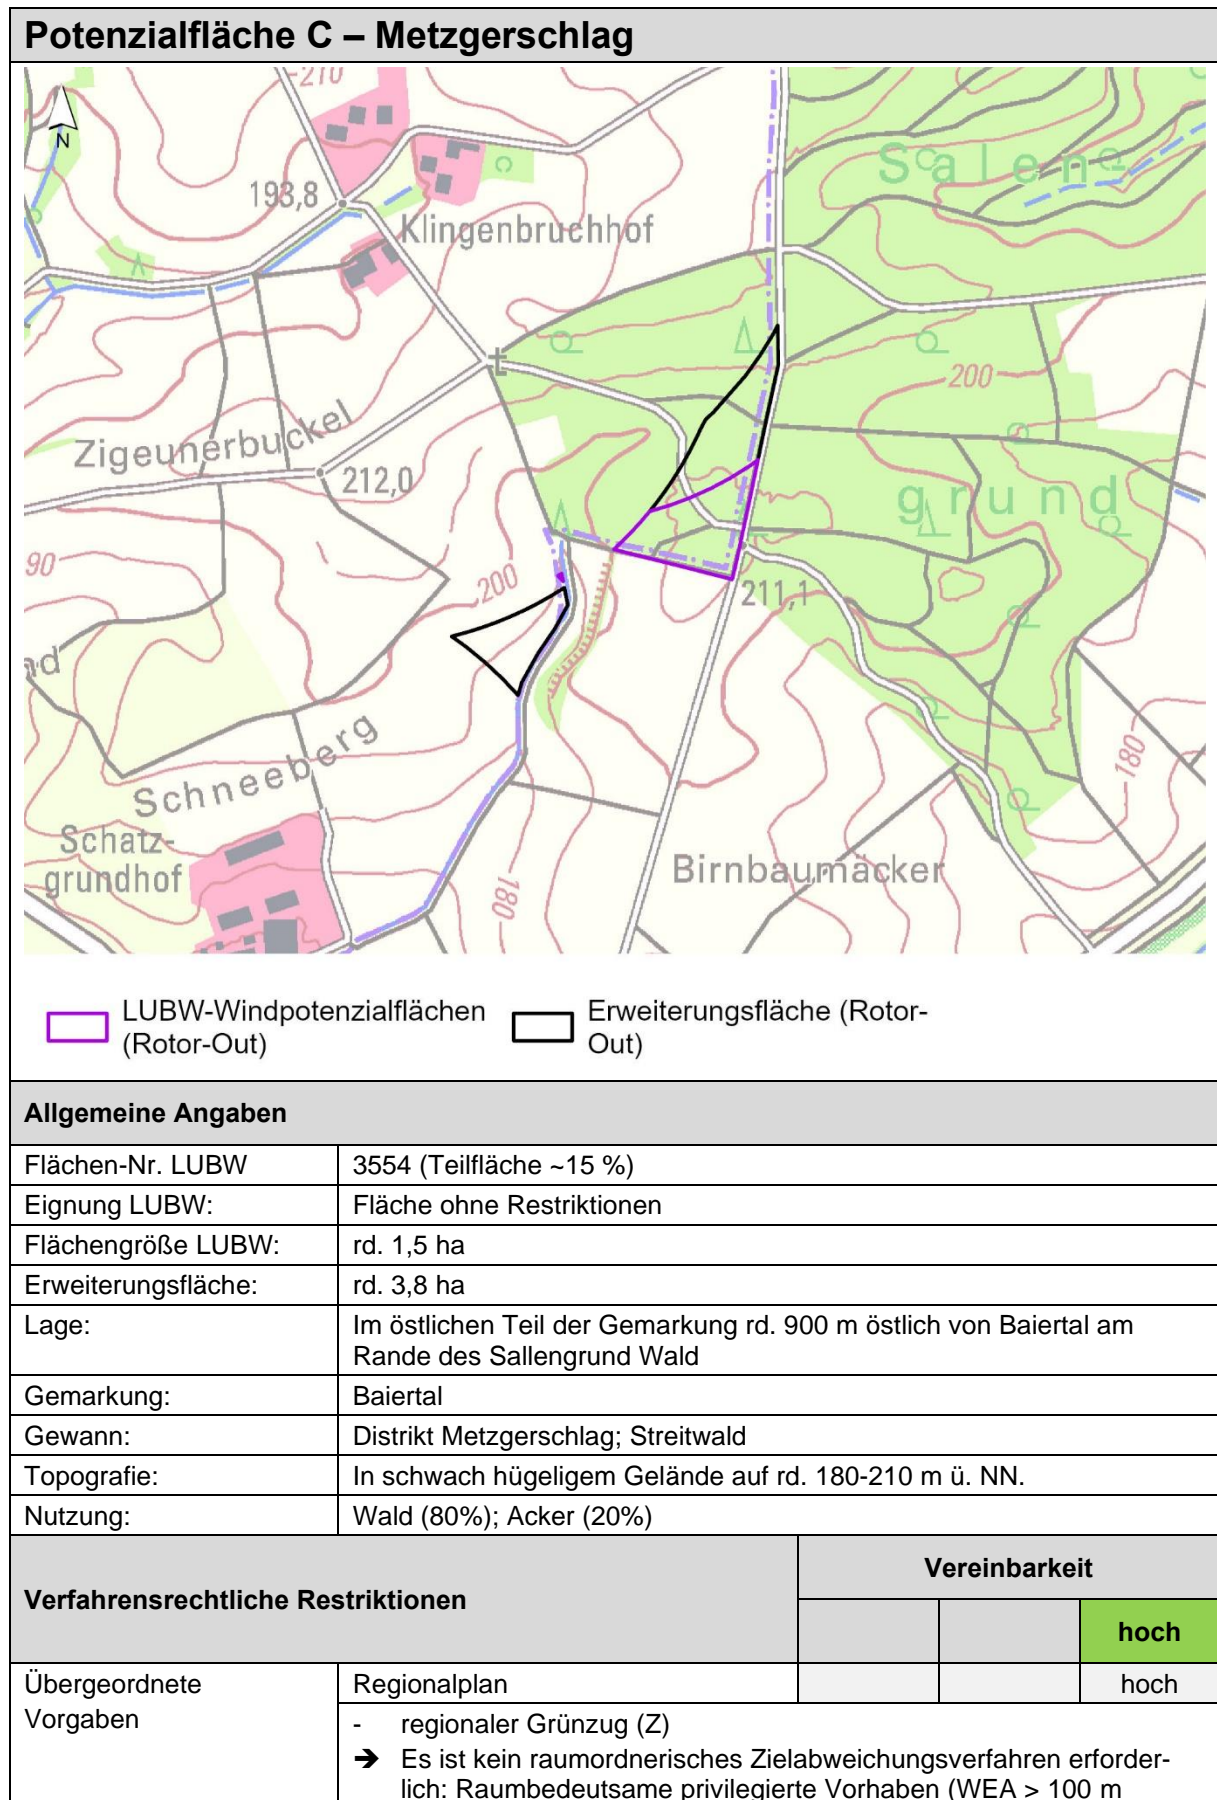 Potenzialfläche C – Metzgerschlag
210
N
193,8
Klingenbruchhof
Salen-
grund
200
Zigeunerbuckel
212,0
90
200
211,1
nd
Schneeberg
180
Schatz-
grundhof
180
Birnbaumäcker
LUBW-Windpotenzialflächen
(Rotor-Out)
Erweiterungsfläche (Rotor-
Out)
Allgemeine Angaben
Flächen-Nr. LUBW 3554 (Teilfläche ~15 %)
Eignung LUBW: Fläche ohne Restriktionen
Flächengröße LUBW: rd. 1,5 ha
Erweiterungsfläche: rd. 3,8 ha
Lage: Im östlichen Teil der Gemarkung rd. 900 m östlich von Baiertal am
Rande des Sallengrund Wald
Gemarkung: Baiertal
Gewann: Distrikt Metzgerschlag; Streitwald
Topografie: In schwach hügeligem Gelände auf rd. 180-210 m ü. NN.
Nutzung: Wald (80%); Acker (20%)
Verfahrensrechtliche Restriktionen
Vereinbarkeit
hoch
Übergeordnete
Vorgaben
Regionalplan hoch
- regionaler Grünzug (Z)
➔ Es ist kein raumordnerisches Zielabweichungsverfahren erforder-
lich: Raumbedeutsame privilegierte Vorhaben (WEA > 100 m